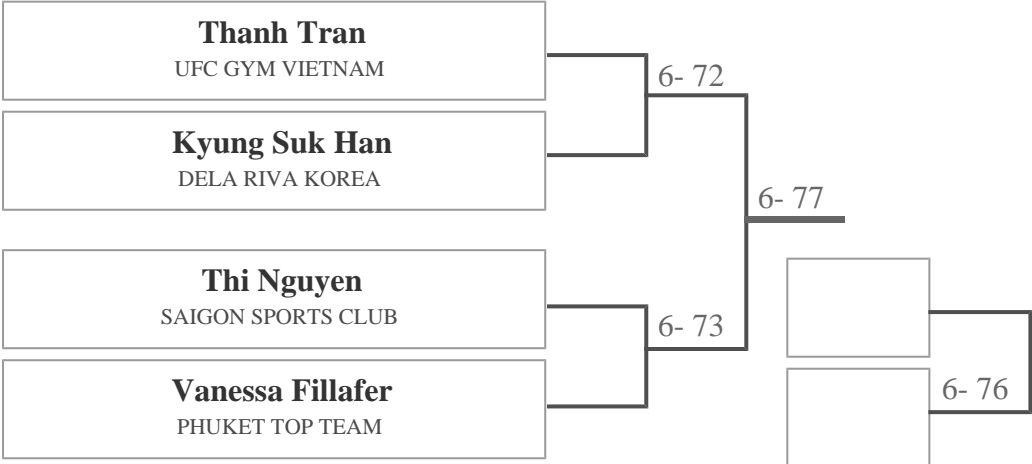 Thanh Tran
UFC GYM VIETNAM
6- 72
Kyung Suk Han
DELA RIVA KOREA
6- 77
Thi Nguyen
SAIGON SPORTS CLUB
6- 73
Vanessa Fillafer
PHUKET TOP TEAM
6- 76